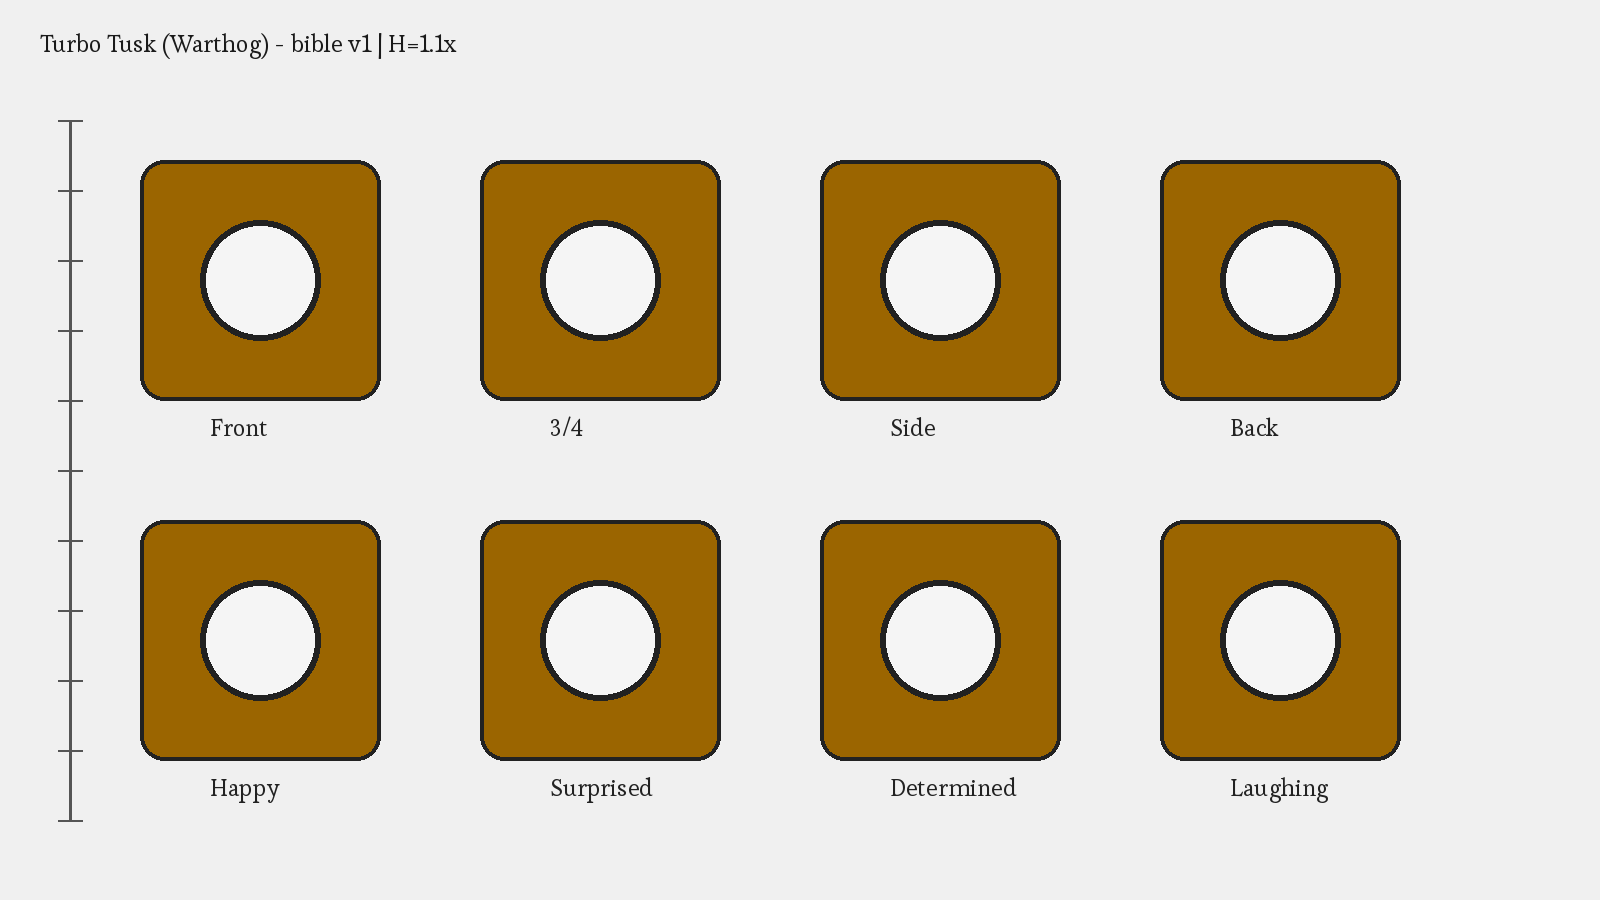 Turbo Tusk (Warthog) - bible v1 | H=1.1x
Front
3/4
Side
Back
Happy
Surprised
Determined
Laughing